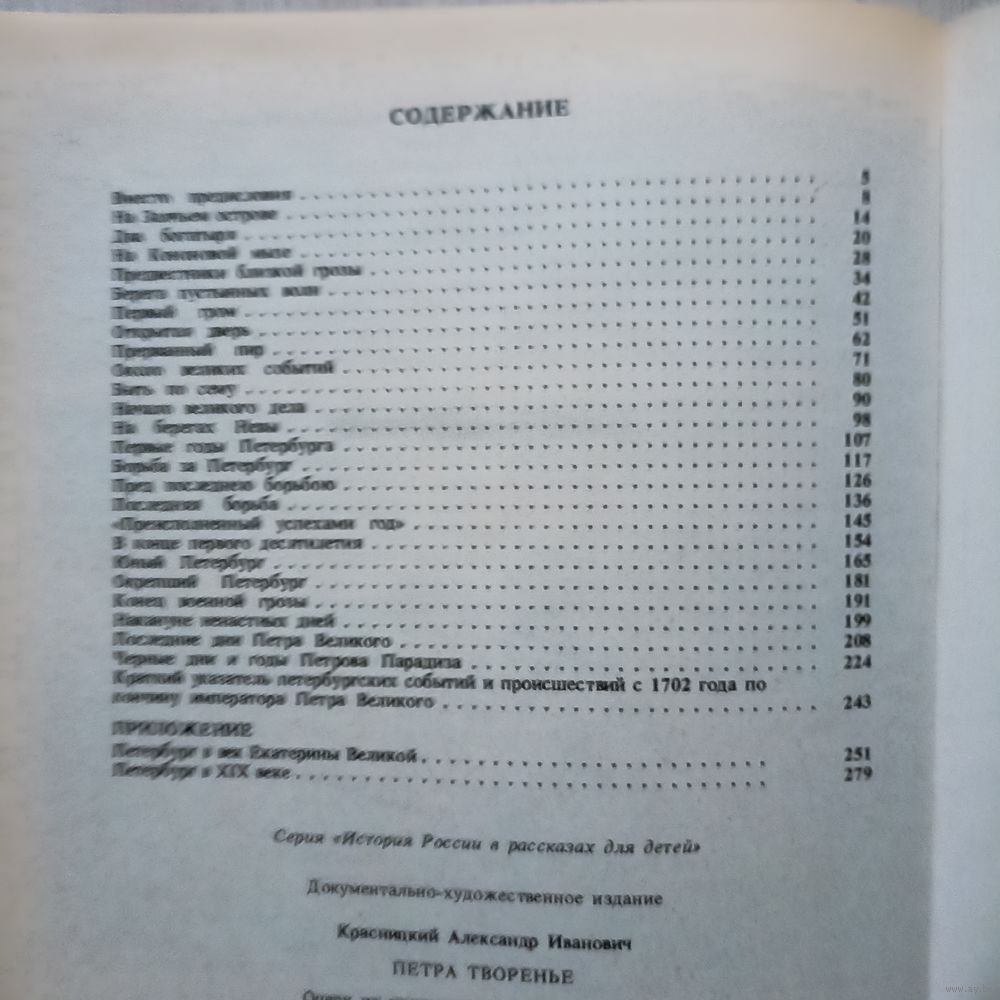 СОДЕРЖАНИЕ
Вместо предисловия 5
На Заячьем острове 8
Два богатыря 14
На Кононовой мызе 20
Предвестники близкой грозы 28
Берега пустынных волн 34
Первый гром 42
Открытая дверь 51
Прерванный пир 62
Около великих событий 71
Быть по сему 80
Начало великого дела 90
На берегах Невы 98
Первые годы Петербурга 107
Борьба за Петербург 117
Пред последнею борьбою 126
Последняя борьба 136
«Преисполненный успехами год» 145
В конце первого десятилетия 154
Юный Петербург 165
Окрепший Петербург 181
Конец военной грозы 191
Накануне ненастных дней 199
Последние дни Петра Великого 208
Черные дни и годы Петрова Парадиза 224
Краткий указатель петербургских событий и происшествий с 1702 года по
кончину императора Петра Великого 243
ПРИЛОЖЕНИЕ
Петербург в век Екатерины Великой 251
Петербург в XIX веке 279
Серия «История России в рассказах для детей»
Документально-художественное издание
Красницкий Александр Иванович
ПЕТРА ТВОРЕНЬЕ